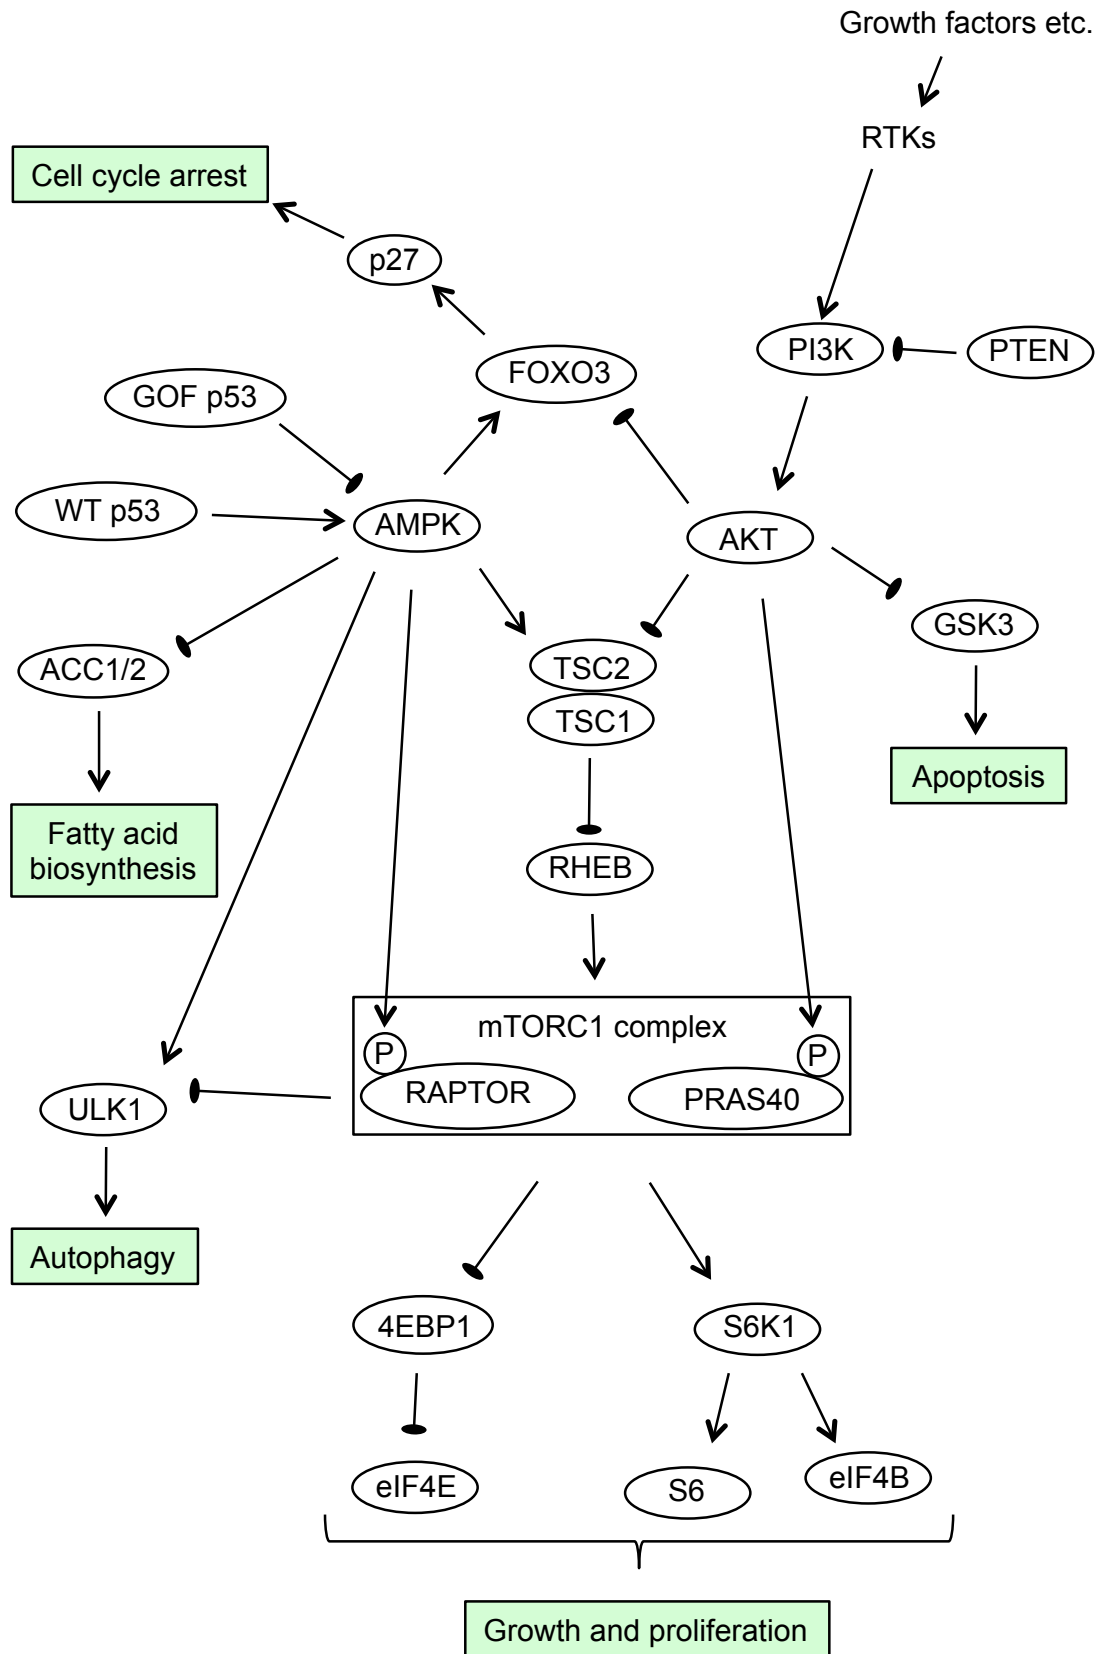 Growth factors etc.
RTKs
Cell cycle arrest
p27
PI3K
PTEN
FOXO3
GOF p53
WT p53
AMPK
AKT
GSK3
ACC1/2
TSC2
TSC1
Apoptosis
Fatty acid
biosynthesis
RHEB
mTORC1 complex
P
P
RAPTOR
PRAS40
ULK1
Autophagy
4EBP1
S6K1
eIF4E
S6
eIF4B
Growth and proliferation